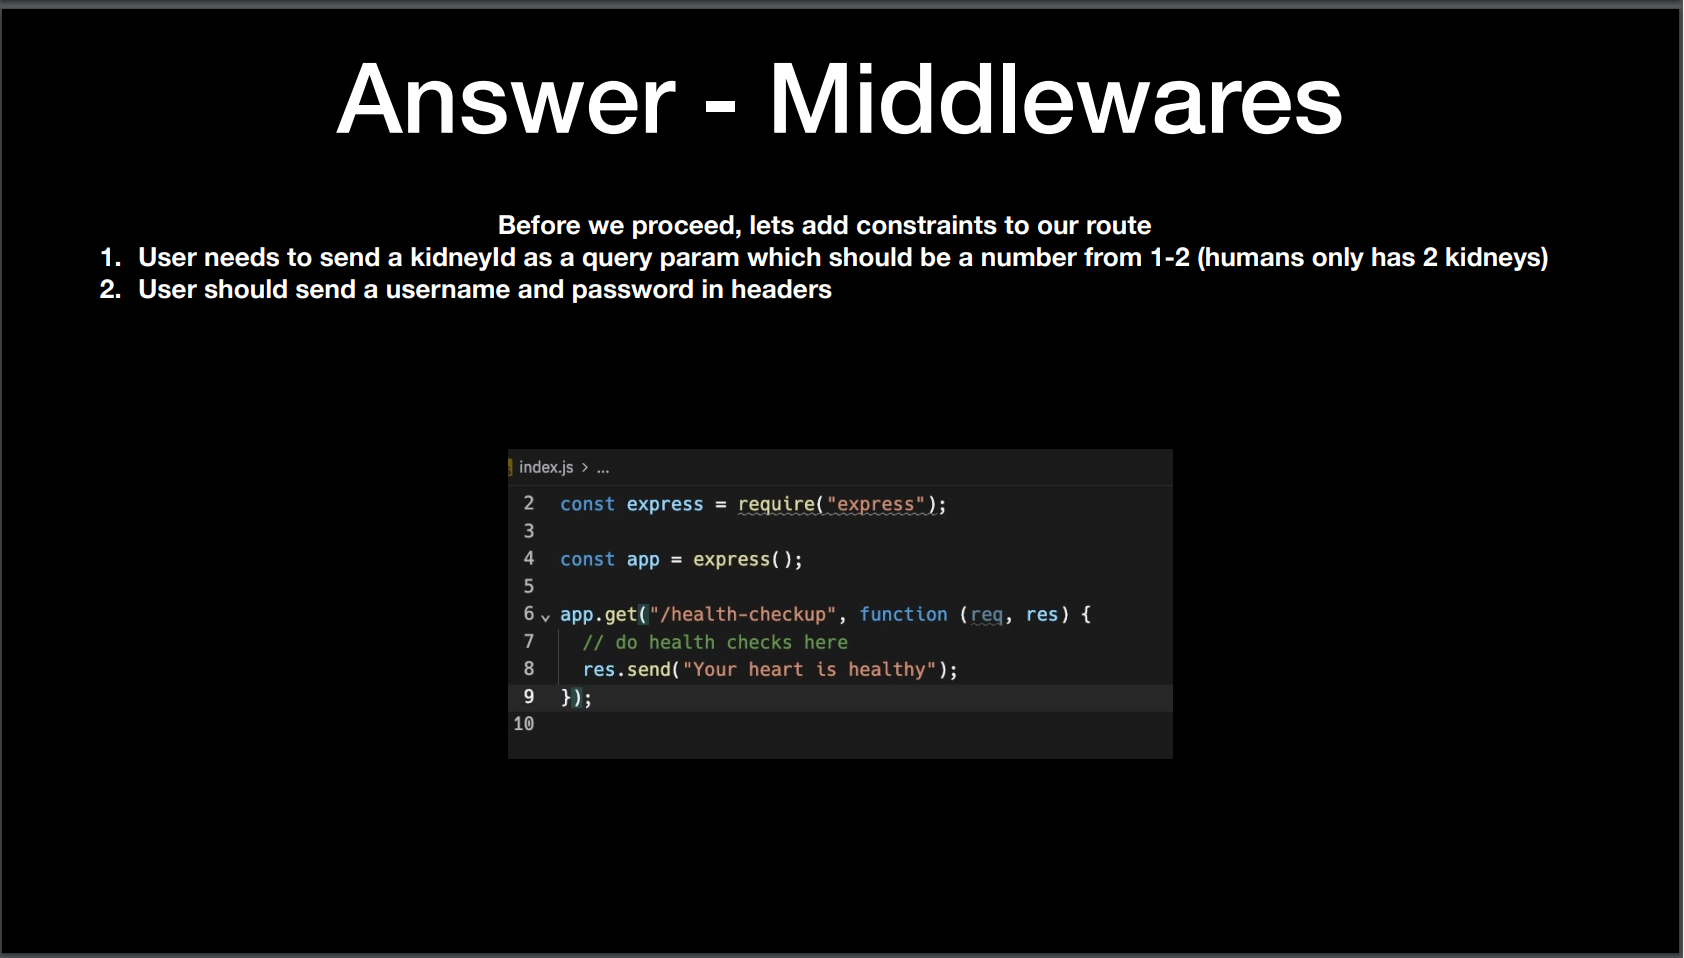 Answer - Middlewares
Before we proceed, lets add constraints to our route
1. User needs to send a kidneyId as a query param which should be a number from 1-2 (humans only has 2 kidneys)
2. User should send a username and password in headers
index.js > ...
2 const express = require("express");
3
4 const app = express();
5
6 app.get("/health-checkup", function (req, res) {
7 // do health checks here
8 res.send("Your heart is healthy");
9 });
10